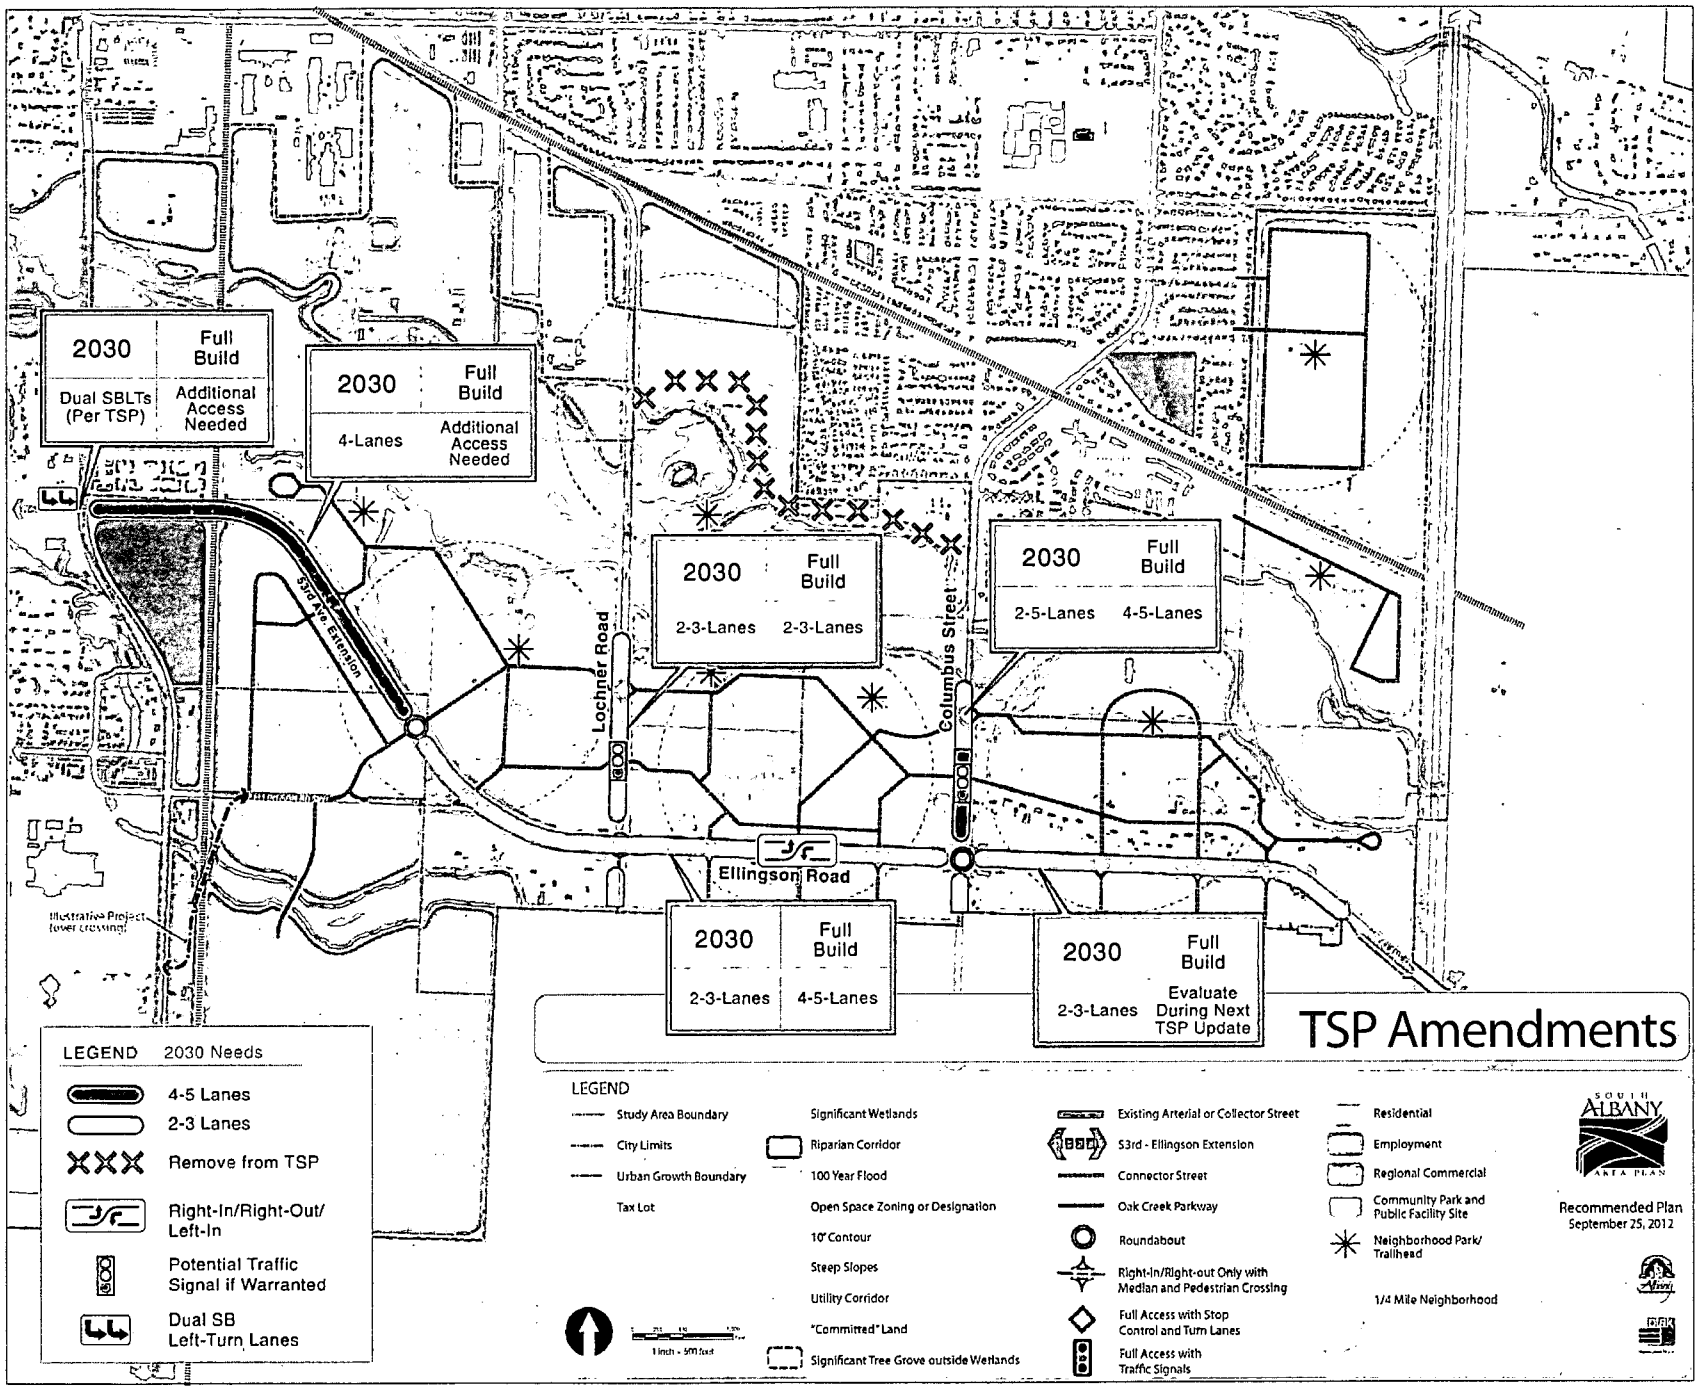 2030
Full
Build
Dual SBLTs
(Per TSP)
Additional
Access
Needed
2030
Full
Build
4-Lanes
Additional
Access
Needed
53rd Ave. Extension
Lochner Road
2030
Full
Build
2-3-Lanes
2-3-Lanes
Columbus Street
2030
Full
Build
2-5-Lanes
4-5-Lanes
Ellingson Road
Illustrative Project
(over crossing)
2030
Full
Build
2-3-Lanes
4-5-Lanes
2030
Full
Build
2-3-Lanes
Evaluate
During Next
TSP Update
TSP Amendments
LEGEND 2030 Needs
4-5 Lanes
2-3 Lanes
Remove from TSP
Right-In/Right-Out/
Left-In
Potential Traffic
Signal if Warranted
Dual SB
Left-Turn Lanes
LEGEND
Study Area Boundary
City Limits
Urban Growth Boundary
Tax Lot
Significant Wetlands
Riparian Corridor
100 Year Flood
Open Space Zoning or Designation
10' Contour
Steep Slopes
Utility Corridor
"Committed" Land
Significant Tree Grove outside Wetlands
Existing Arterial or Collector Street
53rd - Ellingson Extension
Connector Street
Oak Creek Parkway
Roundabout
Right-In/Right-out Only with
Median and Pedestrian Crossing
Full Access with Stop
Control and Turn Lanes
Full Access with
Traffic Signals
Residential
Employment
Regional Commercial
Community Park and
Public Facility Site
Neighborhood Park/
Trailhead
1/4 Mile Neighborhood
SOUTH
ALBANY
AREA PLAN
Recommended Plan
September 25, 2012
Albany
1 inch = 500 feet